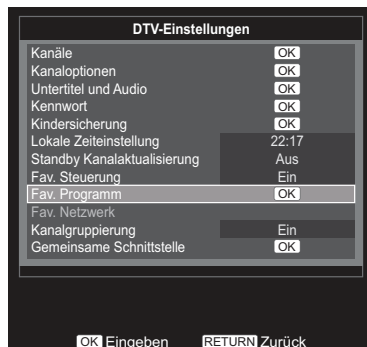 DTV-Einstellungen
Kanäle OK
Kanaloptionen OK
Untertitel und Audio OK
Kennwort OK
Kindersicherung OK
Lokale Zeiteinstellung 22:17
Standby Kanalaktualisierung Aus
Fav. Steuerung Ein
Fav. Programm OK
Fav. Netzwerk
Kanalgruppierung Ein
Gemeinsame Schnittstelle OK
OK Eingeben RETURN Zurück